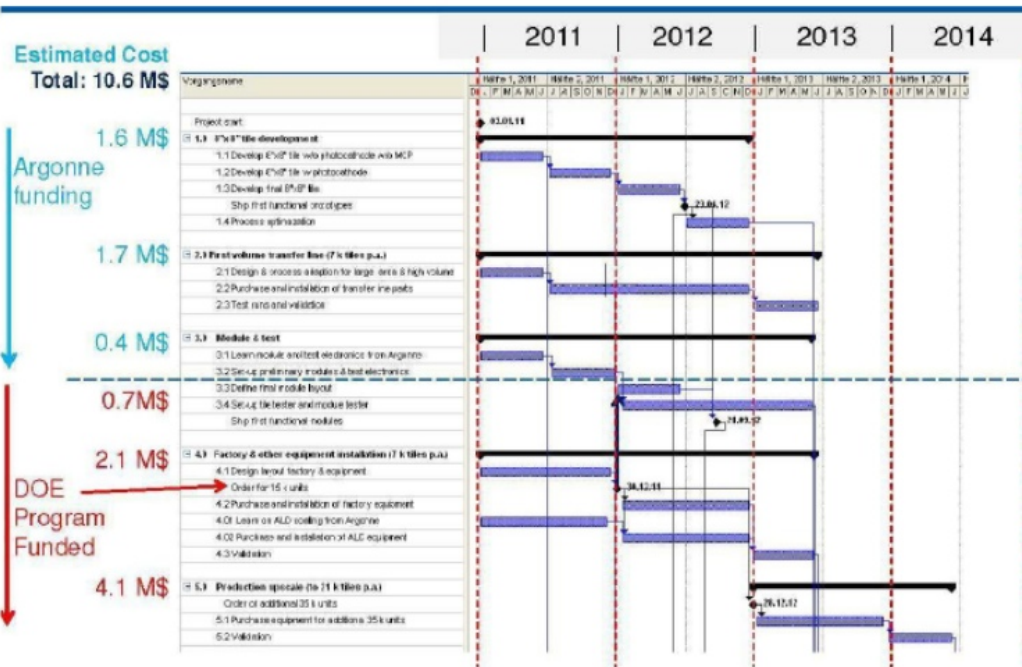 2011 2012 2013 2014
Estimated Cost
Total: 10.6 M$
Vorgangsname
Hälfte 1, 2011 Hälfte 2, 2011 Hälfte 1, 2012 Hälfte 2, 2012 Hälfte 1, 2013 Hälfte 2, 2013 Hälfte 1, 2014
Project start
03.01.11
1.6 M$
1.0 8"x8" tile development
Argonne
funding
1.1 Develop 8"x8" tile w/o photocathode w/o MCP
1.2 Develop 8"x8" tile w photocathode
1.3 Develop final 8"x8" tile
Ship first functional prototypes
1.4 Process optimization
1.7 M$
2.0 First volume transfer line (7 k tiles p.a.)
2.1 Design & process adaption for large area & high volume
2.2 Purchase and installation of transfer line parts
2.3 Test runs and validation
0.4 M$
3.0 Module & test
3.1 Learn module and test electronics from Argonne
3.2 Set-up preliminary modules & test electronics
0.7M$
3.3 Define final module layout
3.4 Set-up tile tester and module tester
Ship first functional modules
2.1 M$
4.0 Factory & other equipment installation (7 k tiles p.a.)
4.1 Design layout factory & equipment
DOE
Program
Funded
Order for 15 k units
30.12.11
4.2 Purchase and installation of factory equipment
4.01 Learn on ALD scaling from Argonne
4.02 Purchase and installation of ALD equipment
4.3 Validation
4.1 M$
5.0 Production upscale (to 21 k tiles p.a.)
Order of additional 35 k units
5.1 Purchase equipment for additional 35 k units
5.2 Validation